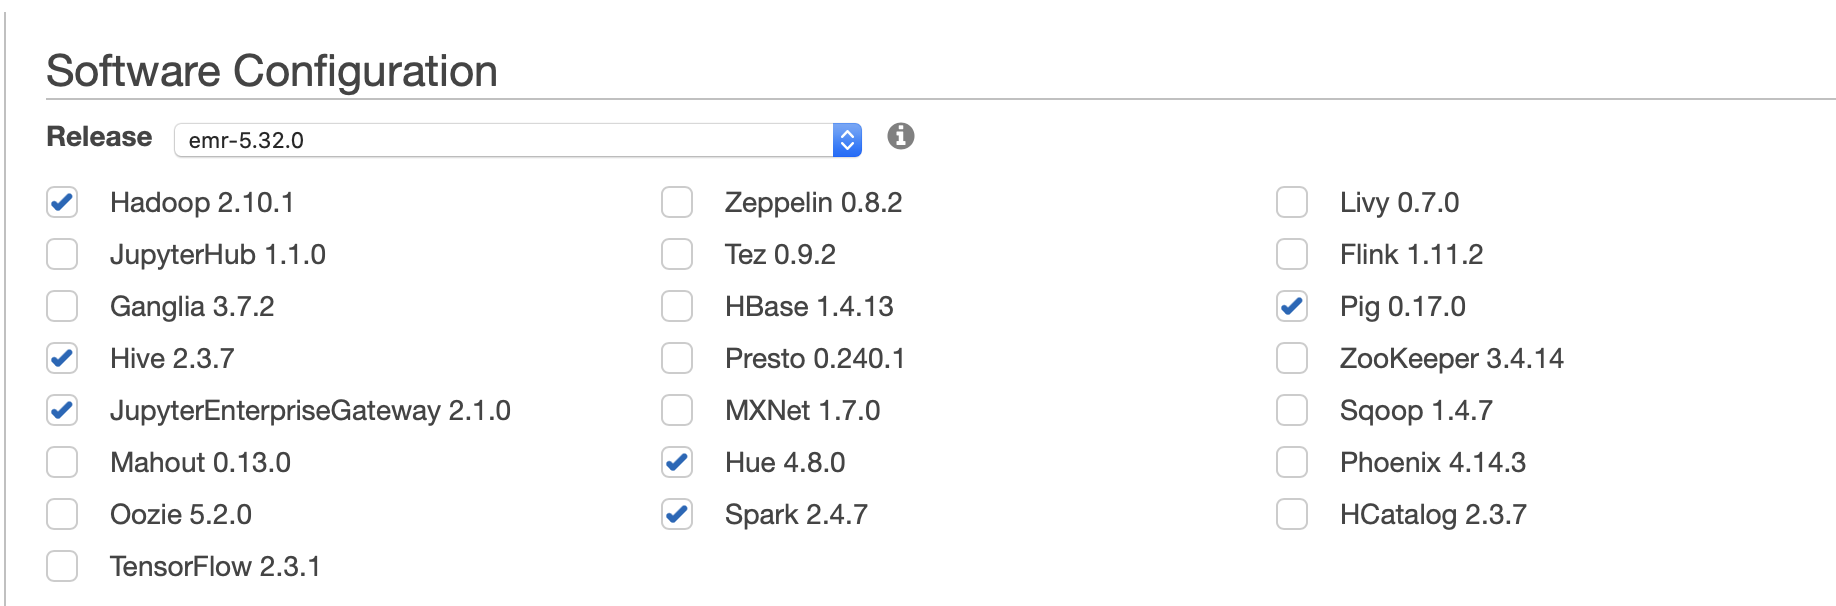 Software Configuration
Release emr-5.32.0
Hadoop 2.10.1 Zeppelin 0.8.2 Livy 0.7.0
JupyterHub 1.1.0 Tez 0.9.2 Flink 1.11.2
Ganglia 3.7.2 HBase 1.4.13 Pig 0.17.0
Hive 2.3.7 Presto 0.240.1 ZooKeeper 3.4.14
JupyterEnterpriseGateway 2.1.0 MXNet 1.7.0 Sqoop 1.4.7
Mahout 0.13.0 Hue 4.8.0 Phoenix 4.14.3
Oozie 5.2.0 Spark 2.4.7 HCatalog 2.3.7
TensorFlow 2.3.1